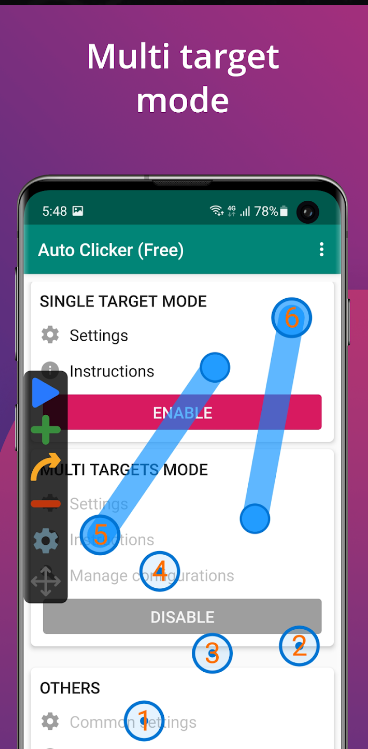 Multi target
mode
5:48 4G 78%
Auto Clicker (Free)
SINGLE TARGET MODE
6
Settings
Instructions
ENABLE
MULTI TARGETS MODE
Settings
5
Instructions
4
Manage configurations
DISABLE
3 2
OTHERS
1
Common settings